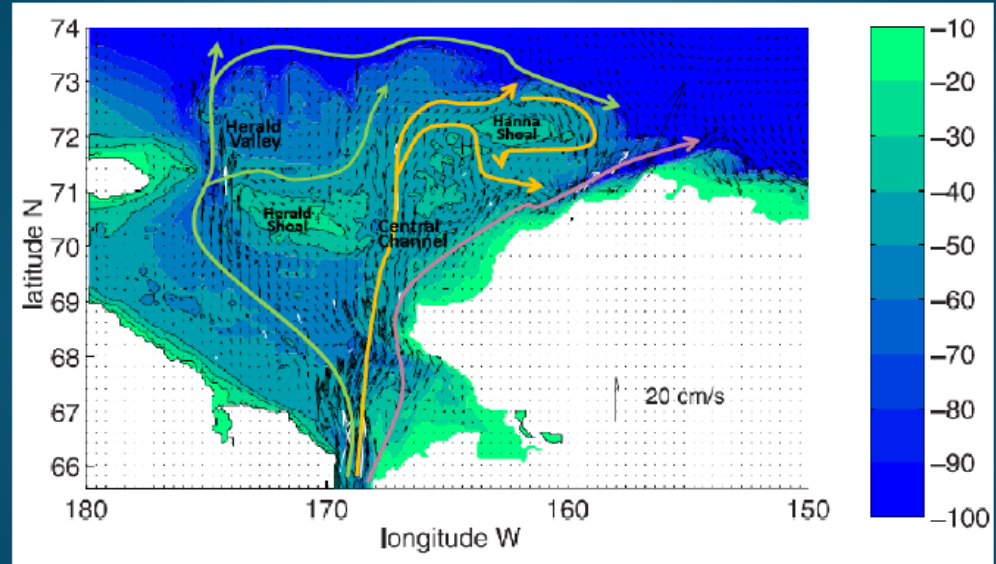 74
73
72
71
70
69
68
67
66
latitude N
180
170
160
150
longitude W
Herald
Valley
Hanna
Shoal
Herald
Shoal
Central
Channel
20 cm/s
−10
−20
−30
−40
−50
−60
−70
−80
−90
−100